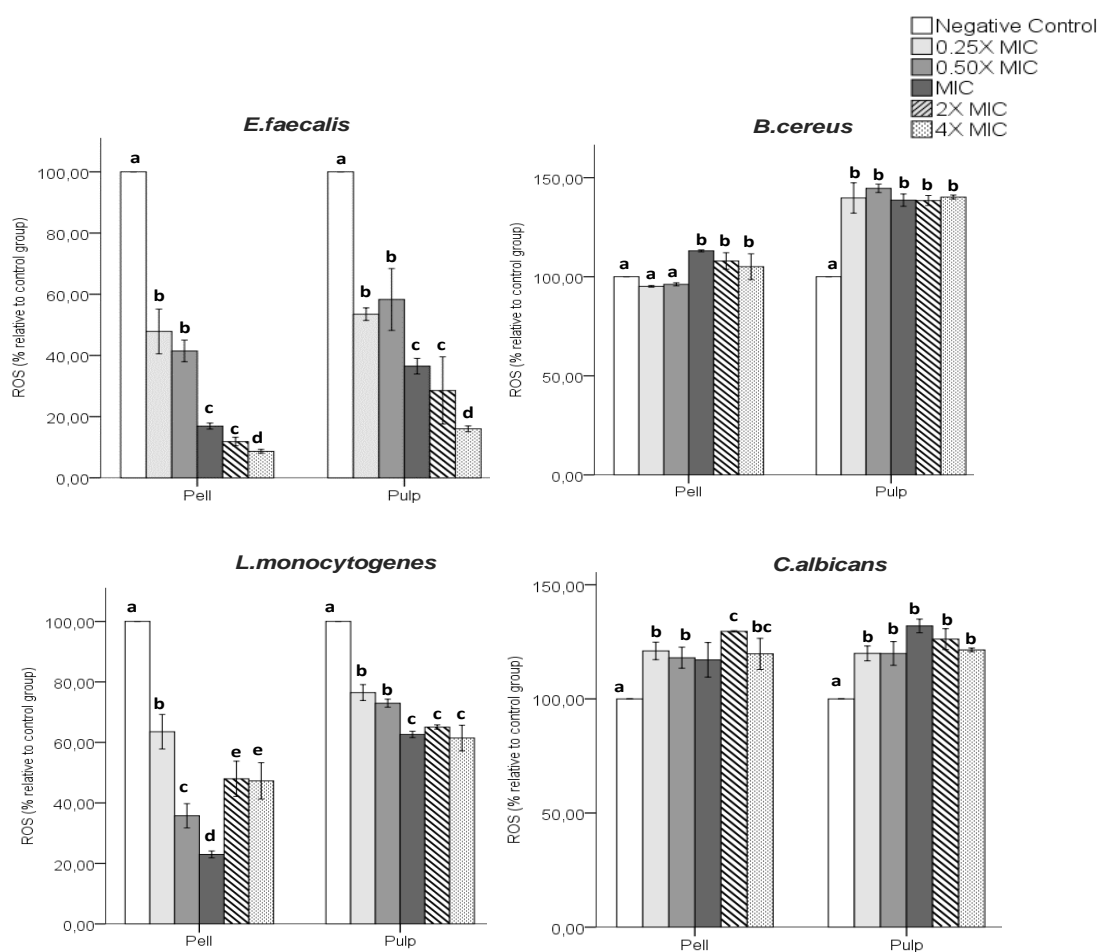 Negative Control
0.25X MIC
0.50X MIC
MIC
2X MIC
4X MIC
E.faecalis
ROS (% relative to control group)
100,00
80,00
60,00
40,00
20,00
0,00
a
b
b
c
c
d
a
b
b
c
c
d
Pell
Pulp
B.cereus
ROS (% relative to control group)
150,00
100,00
50,00
0,00
a
a
a
b
b
b
a
b
b
b
b
b
Pell
Pulp
L.monocytogenes
ROS (% relative to control group)
100,00
80,00
60,00
40,00
20,00
0,00
a
b
c
d
e
e
a
b
b
c
c
c
Pell
Pulp
C.albicans
ROS (% relative to control group)
150,00
100,00
50,00
0,00
a
b
b
c
bc
a
b
b
b
b
b
Pell
Pulp